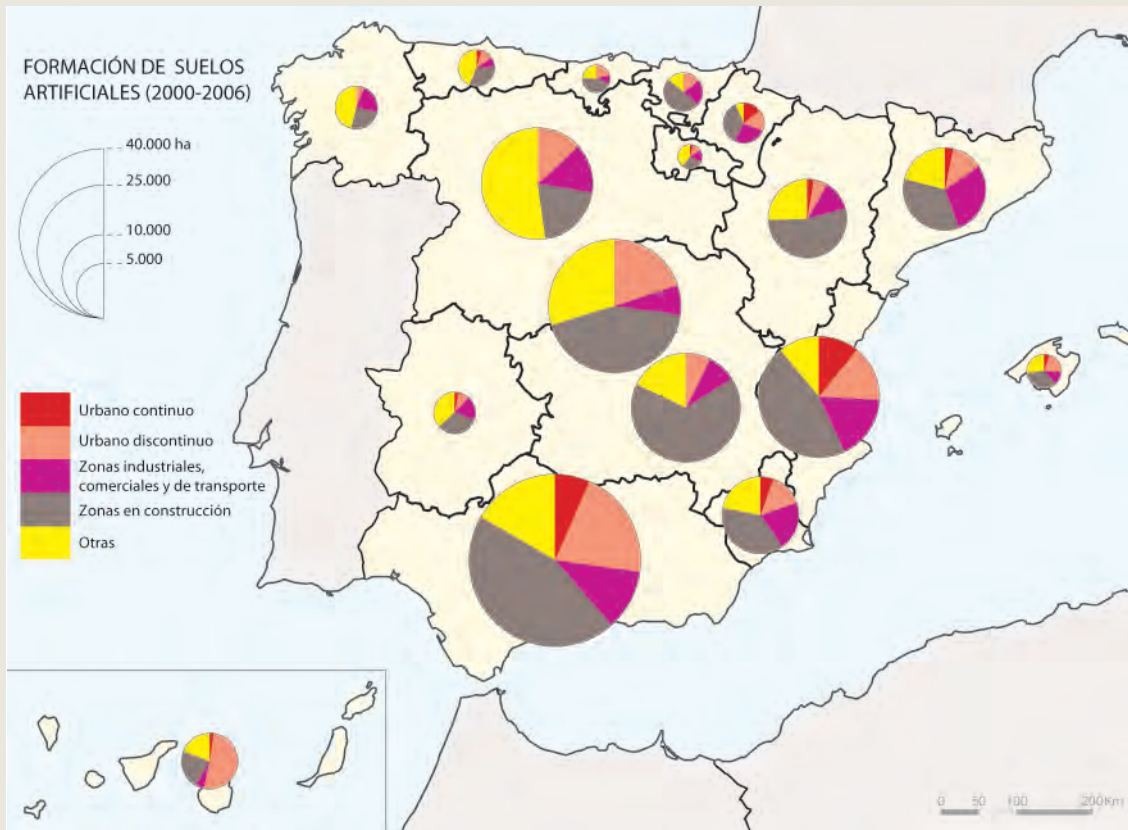 FORMACIÓN DE SUELOS
ARTIFICIALES (2000-2006)
40.000 ha
25.000
10.000
5.000
Urbano continuo
Urbano discontinuo
Zonas industriales,
comerciales y de transporte
Zonas en construcción
Otras
0 50 100 200 Km